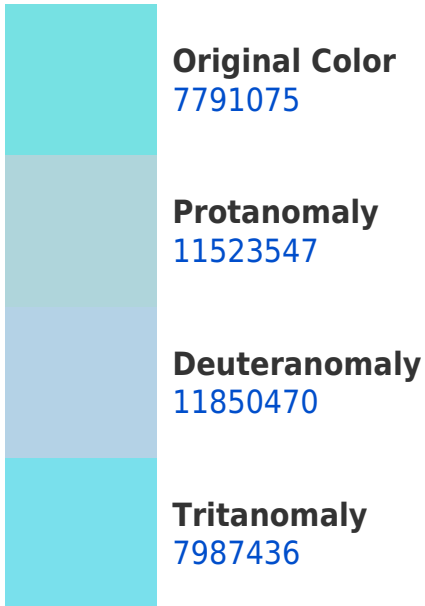 Original Color
7791075
Protanomaly
11523547
Deuteranomaly
11850470
Tritanomaly
7987436